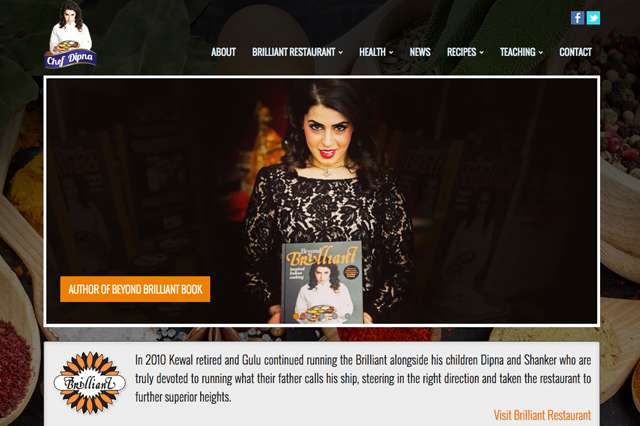 Chef Dipna
ABOUT BRILLIANT RESTAURANT HEALTH NEWS RECIPES TEACHING CONTACT
Beyond
Brilliant
Inspired
Indian
cooking
AUTHOR OF BEYOND BRILLIANT BOOK
Brilliant
In 2010 Kewal retired and Gulu continued running the Brilliant alongside his children Dipna and Shanker who are
truly devoted to running what their father calls his ship, steering in the right direction and taken the restaurant to
further superior heights.
Visit Brilliant Restaurant